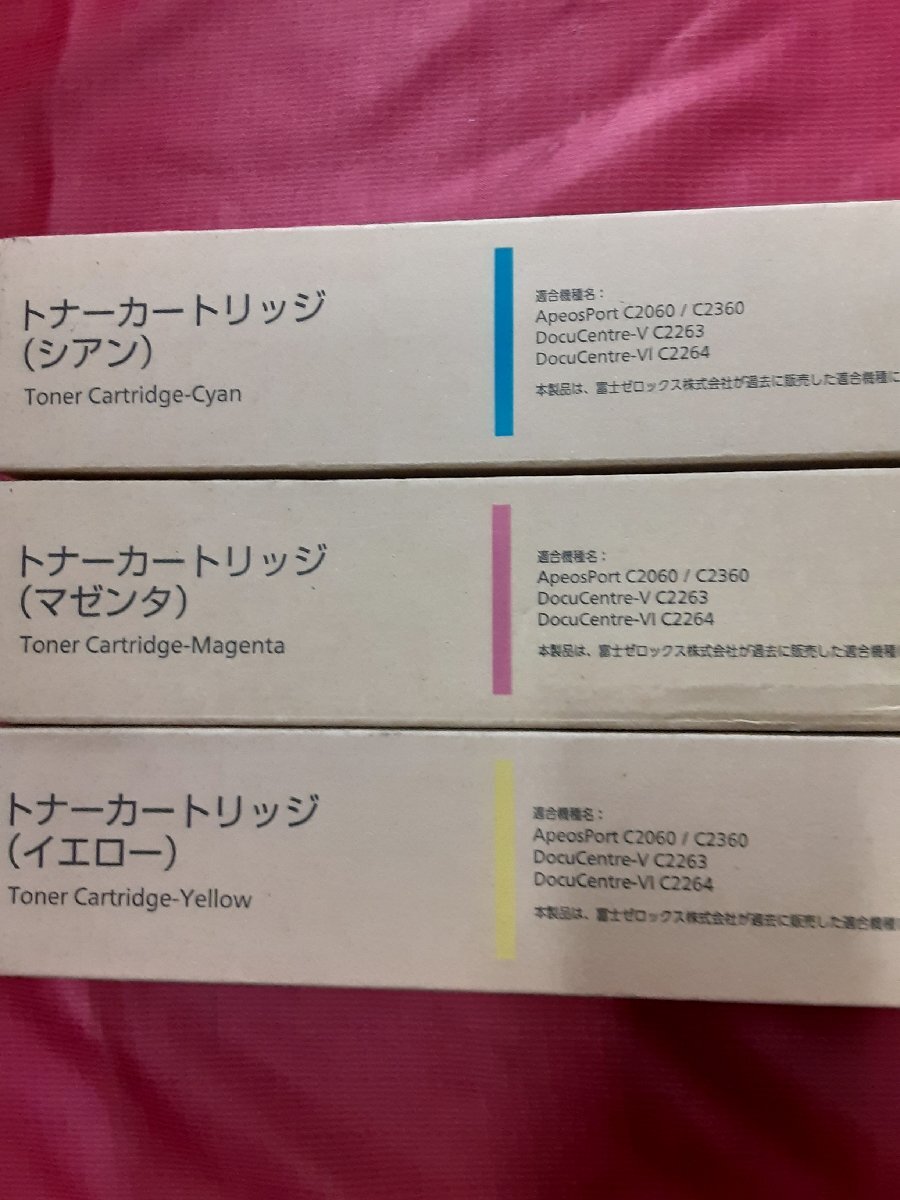 トナーカートリッジ
(シアン)
Toner Cartridge-Cyan
適合機種名：
ApeosPort C2060 / C2360
DocuCentre-V C2263
DocuCentre-VI C2264
本製品は、富士ゼロックス株式会社が過去に販売した適合機種に
トナーカートリッジ
(マゼンタ)
Toner Cartridge-Magenta
適合機種名：
ApeosPort C2060 / C2360
DocuCentre-V C2263
DocuCentre-VI C2264
本製品は、富士ゼロックス株式会社が過去に販売した適合機種
トナーカートリッジ
(イエロー)
Toner Cartridge-Yellow
適合機種名：
ApeosPort C2060 / C2360
DocuCentre-V C2263
DocuCentre-VI C2264
本製品は、富士ゼロックス株式会社が過去に販売した適合機種